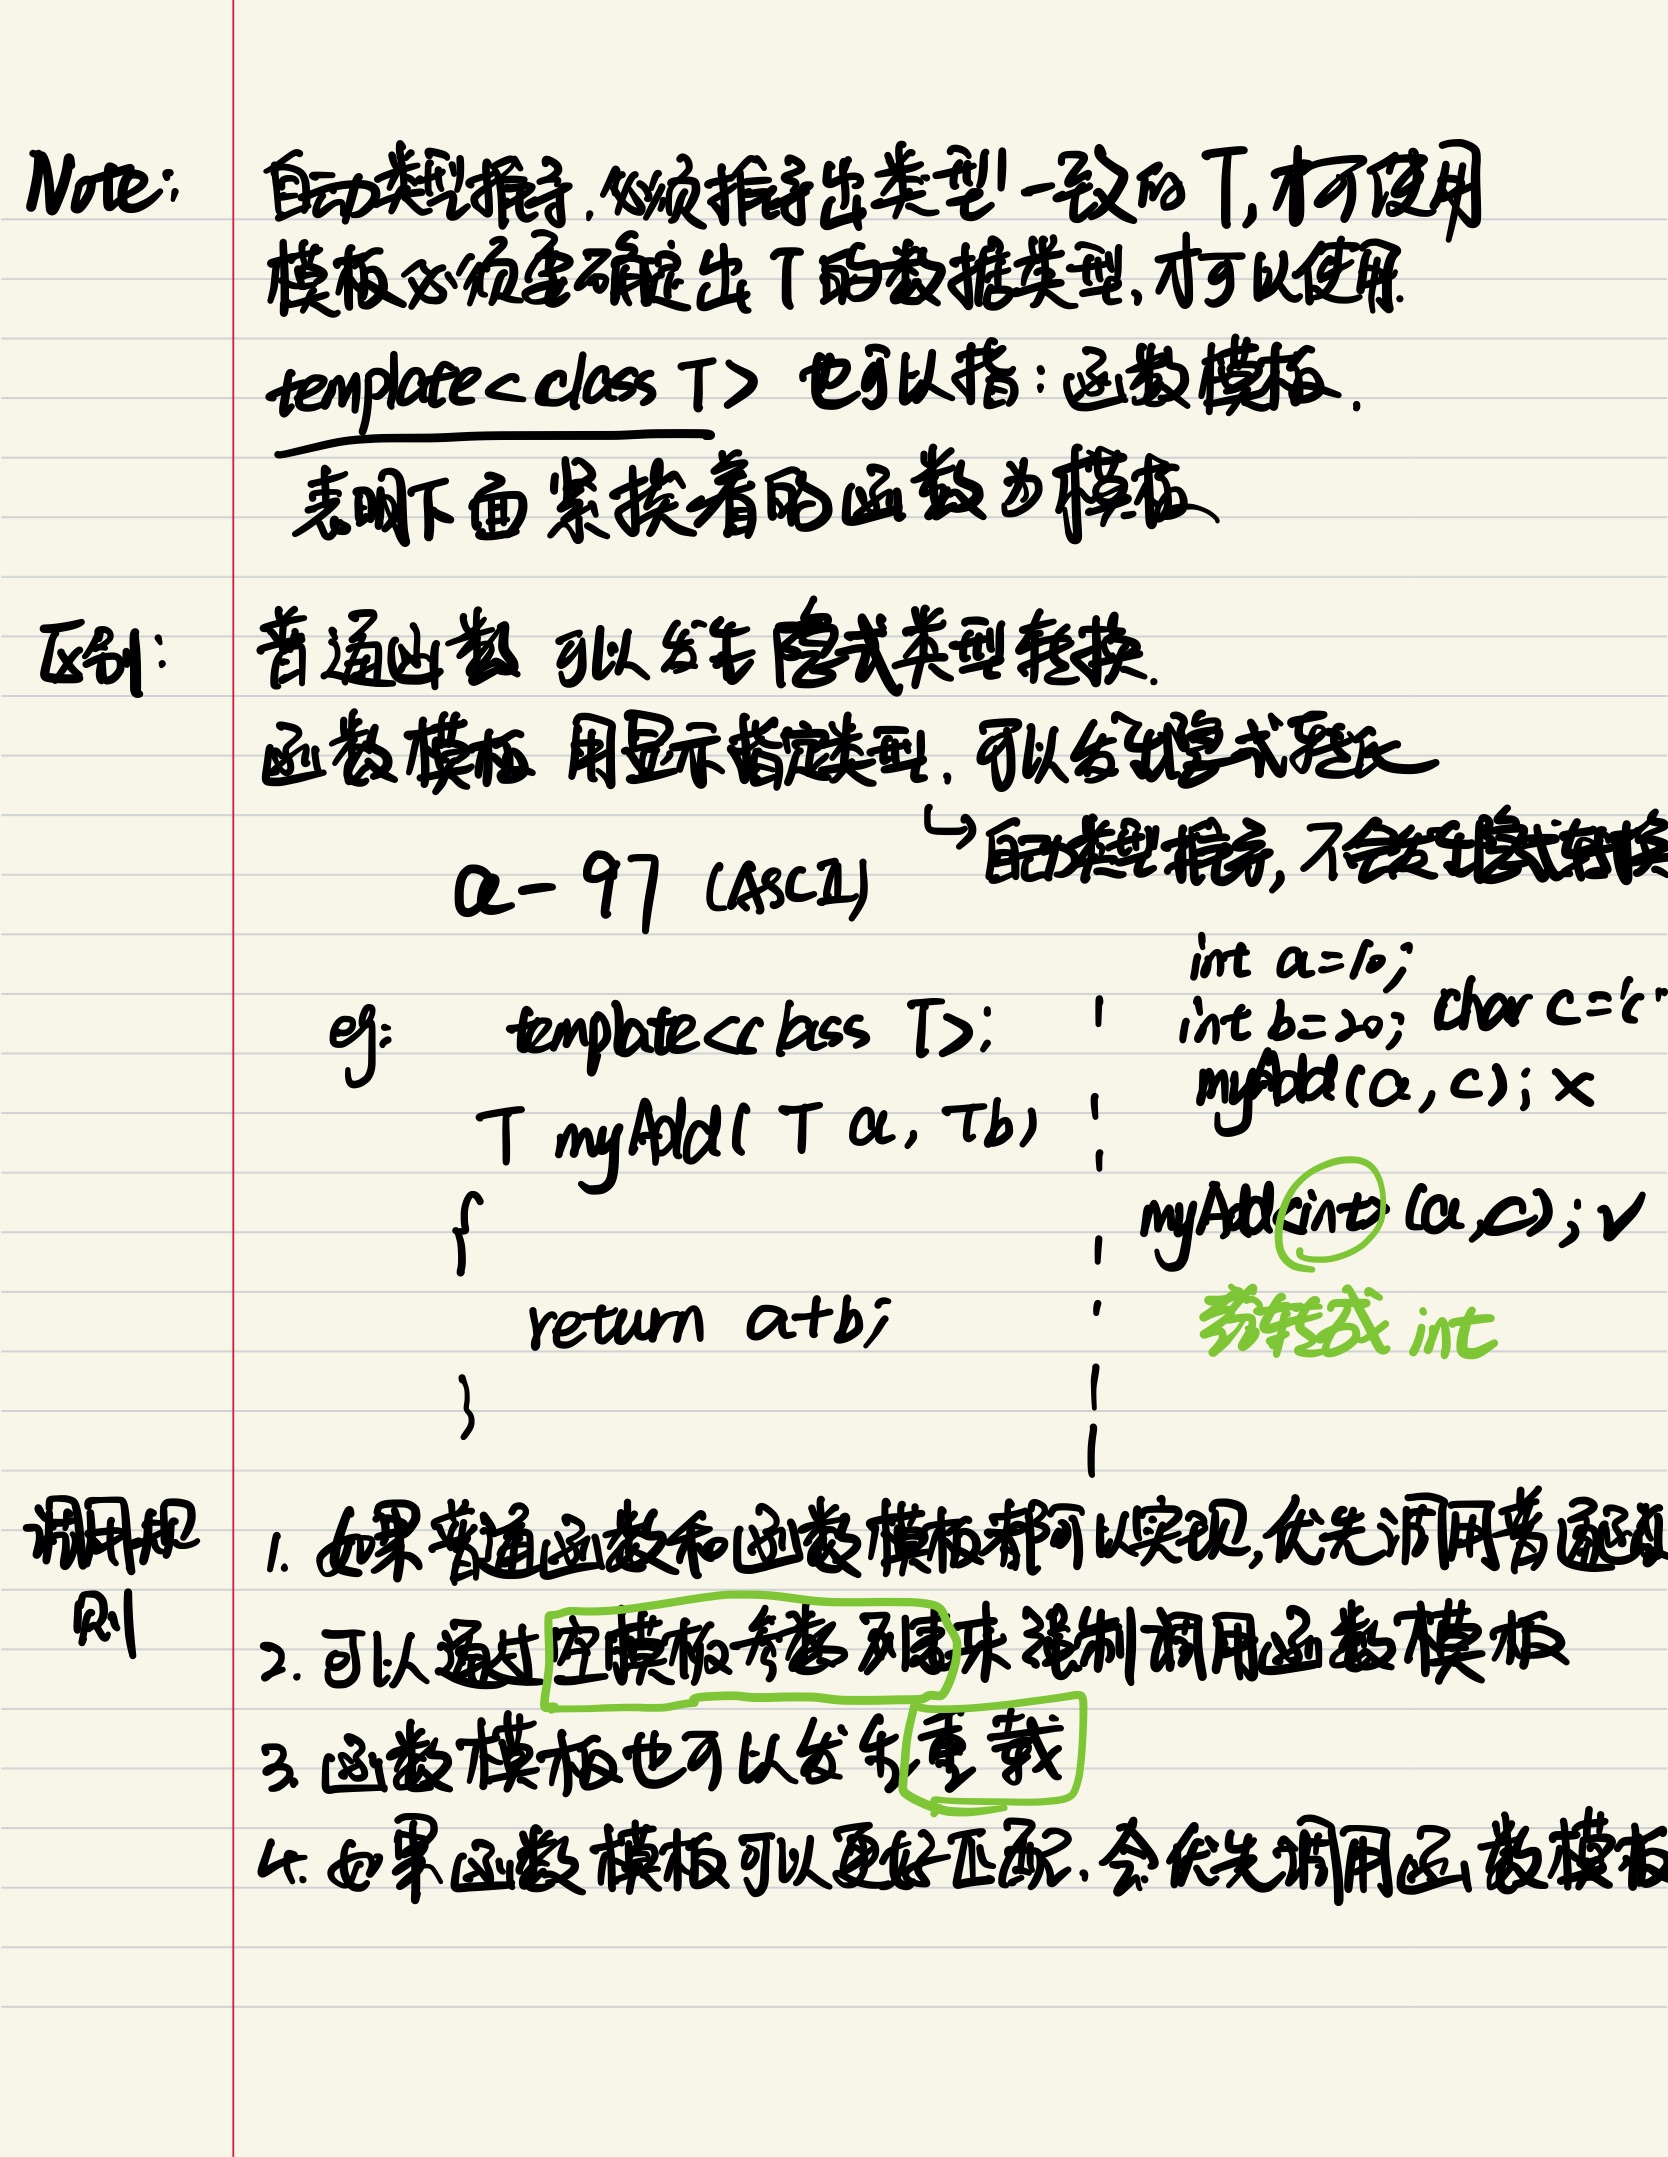 Note: 自动类型推导,必须推导出类型一致的T,才可使用
模板必须要确定出T的数据类型,才可以使用.
template<class T> 也可以指:函数模板.
表明下面紧挨着的函数为模板
区别: 普通函数 可以发生隐式类型转换.
函数模板 用显示指定类型,可以发生隐式转换
↳自动类型推导,不会发生隐式转换
a-97 (ASCII)
int a=10;
int b=20; char c='c'
myAdd(a,c); x
myAdd<int>(a,c); √
转成 int
eg: template<class T>;
T myAdd( T a, T b)
{
return a+b;
}
调用规则
1. 如果普通函数和函数模板都可以实现,优先调用普通函数
2. 可以通过空模板参数列表来强制调用函数模板
3. 函数模板也可以发生重载
4. 如果函数模板可以更好匹配,会优先调用函数模板